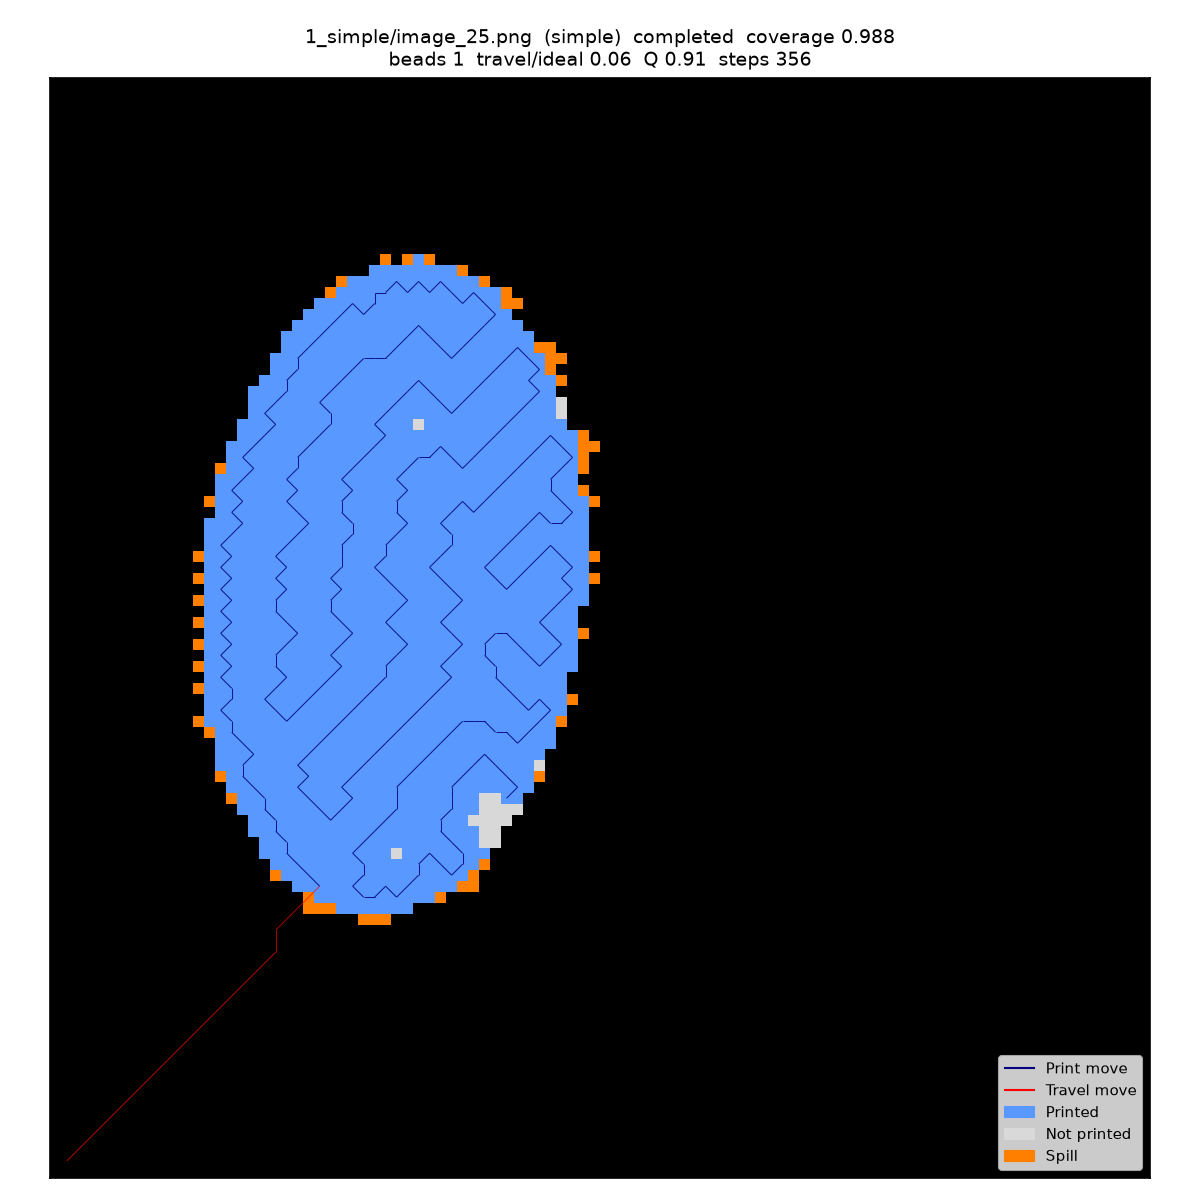 1_simple/image_25.png  (simple)  completed  coverage 0.988
beads 1  travel/ideal 0.06  Q 0.91  steps 356
Print move
Travel move
Printed
Not printed
Spill